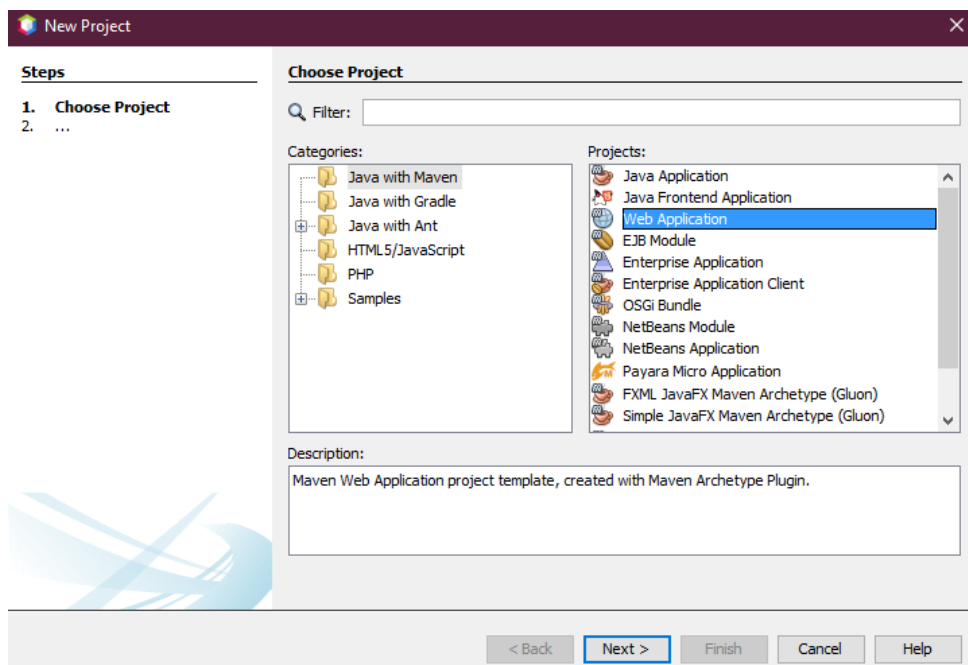 New Project
Steps
1. Choose Project
2. ...
Choose Project
Filter:
Categories:
Java with Maven
Java with Gradle
Java with Ant
HTML5/JavaScript
PHP
Samples
Projects:
Java Application
Java Frontend Application
Web Application
EJB Module
Enterprise Application
Enterprise Application Client
OSGi Bundle
NetBeans Module
NetBeans Application
Payara Micro Application
FXML JavaFX Maven Archetype (Gluon)
Simple JavaFX Maven Archetype (Gluon)
Description:
Maven Web Application project template, created with Maven Archetype Plugin.
< Back Next > Finish Cancel Help